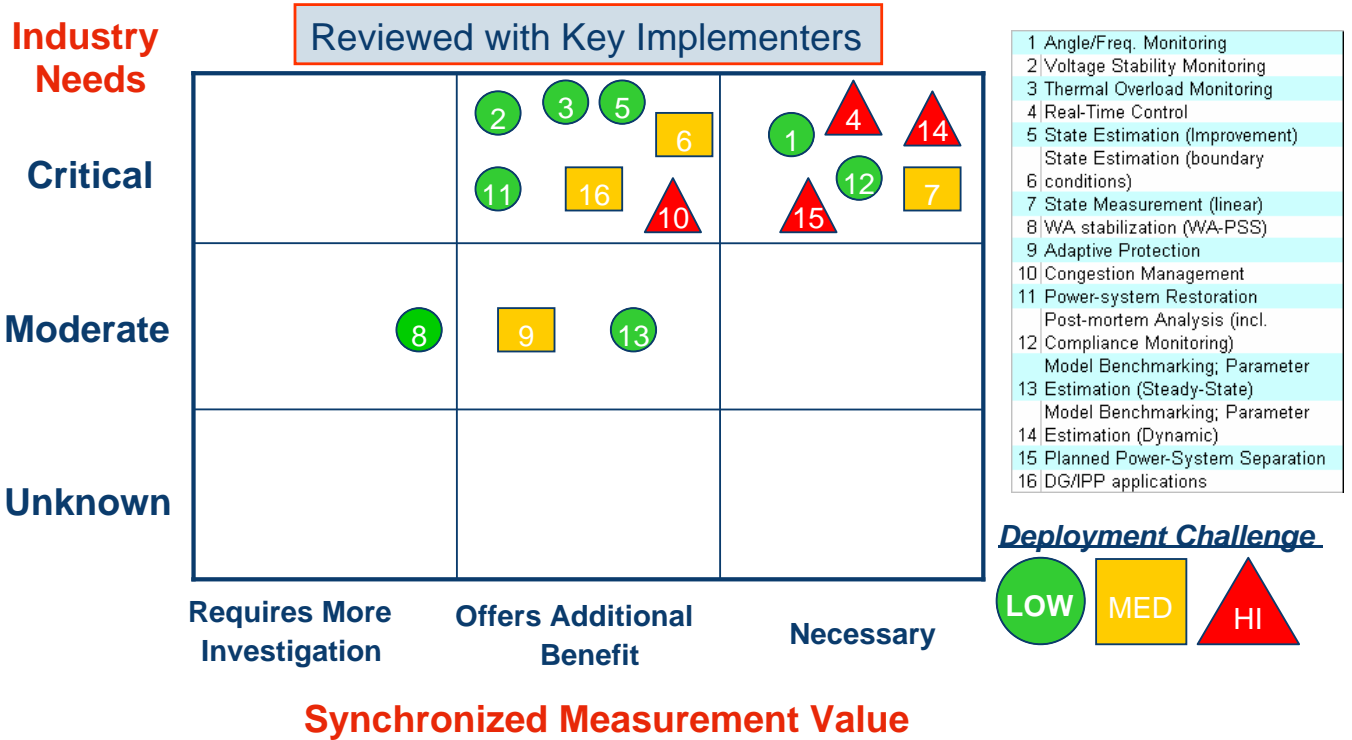 Industry
Needs
Reviewed with Key Implementers
Critical
Moderate
Unknown
2
3
5
6
11
16
10
1
4
14
15
12
7
8
9
13
Requires More
Investigation
Offers Additional
Benefit
Necessary
Synchronized Measurement Value
1 Angle/Freq. Monitoring
2 Voltage Stability Monitoring
3 Thermal Overload Monitoring
4 Real-Time Control
5 State Estimation (Improvement)
State Estimation (boundary
6 conditions)
7 State Measurement (linear)
8 WA stabilization (WA-PSS)
9 Adaptive Protection
10 Congestion Management
11 Power-system Restoration
Post-mortem Analysis (incl.
12 Compliance Monitoring)
Model Benchmarking; Parameter
13 Estimation (Steady-State)
Model Benchmarking; Parameter
14 Estimation (Dynamic)
15 Planned Power-System Separation
16 DG/IPP applications
Deployment Challenge
LOW
MED
HI